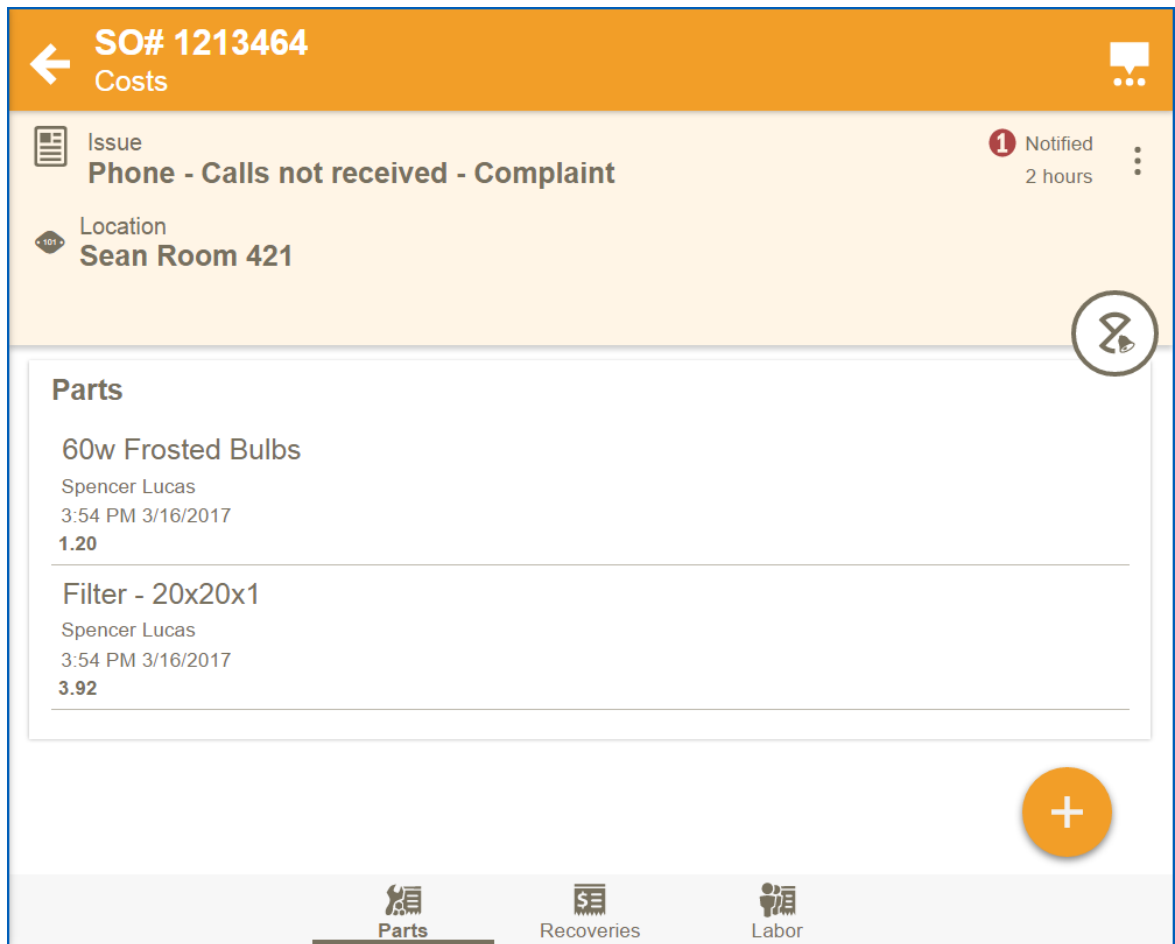 SO# 1213464
Costs
Issue
Phone - Calls not received - Complaint
1 Notified
2 hours
101
Location
Sean Room 421
Parts
60w Frosted Bulbs
Spencer Lucas
3:54 PM 3/16/2017
1.20
Filter - 20x20x1
Spencer Lucas
3:54 PM 3/16/2017
3.92
+
$
Parts
Recoveries
Labor